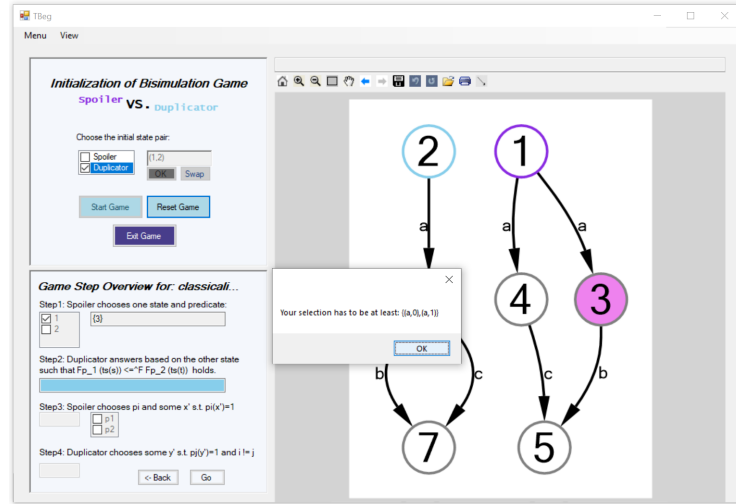 TBeg
Menu View
Initialization of Bisimulation Game
Spoiler VS. Duplicator
Choose the initial state pair:
Spoiler
Duplicator
(1,2)
OK Swap
Start Game Reset Game
Exit Game
Game Step Overview for: classicali...
Step1: Spoiler chooses one state and predicate:
1
2
{3}
Step2: Duplicator answers based on the other state
such that Fp_1 (ts(s)) <=^F Fp_2 (ts(t)) holds.
Step3: Spoiler chooses pi and some x' s.t. pi(x')=1
p1
p2
Step4: Duplicator chooses some y' s.t. pj(y')=1 and i != j
<- Back Go
2 1
a a a
Your selection has to be at least: {(a,0),(a,1)}
OK
4 3
b c c b
7 5